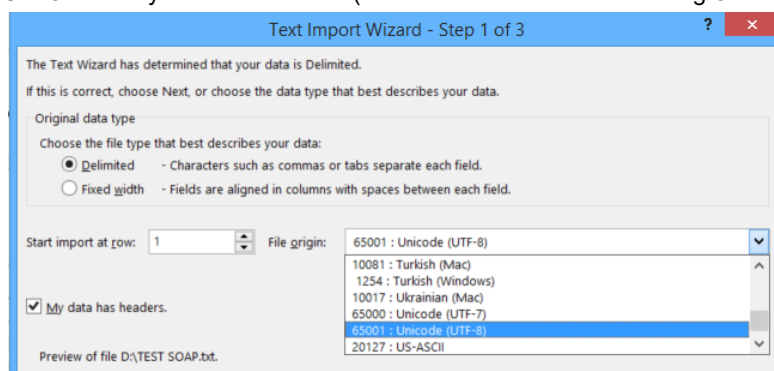 Text Import Wizard - Step 1 of 3 ? ×
The Text Wizard has determined that your data is Delimited.
If this is correct, choose Next, or choose the data type that best describes your data.
Original data type
Choose the file type that best describes your data:
Delimited - Characters such as commas or tabs separate each field.
Fixed width - Fields are aligned in columns with spaces between each field.
Start import at row: 1 File origin: 65001 : Unicode (UTF-8)
10081 : Turkish (Mac)
1254 : Turkish (Windows)
10017 : Ukrainian (Mac)
65000 : Unicode (UTF-7)
65001 : Unicode (UTF-8)
20127 : US-ASCII
My data has headers.
Preview of file D:\TEST SOAP.txt.